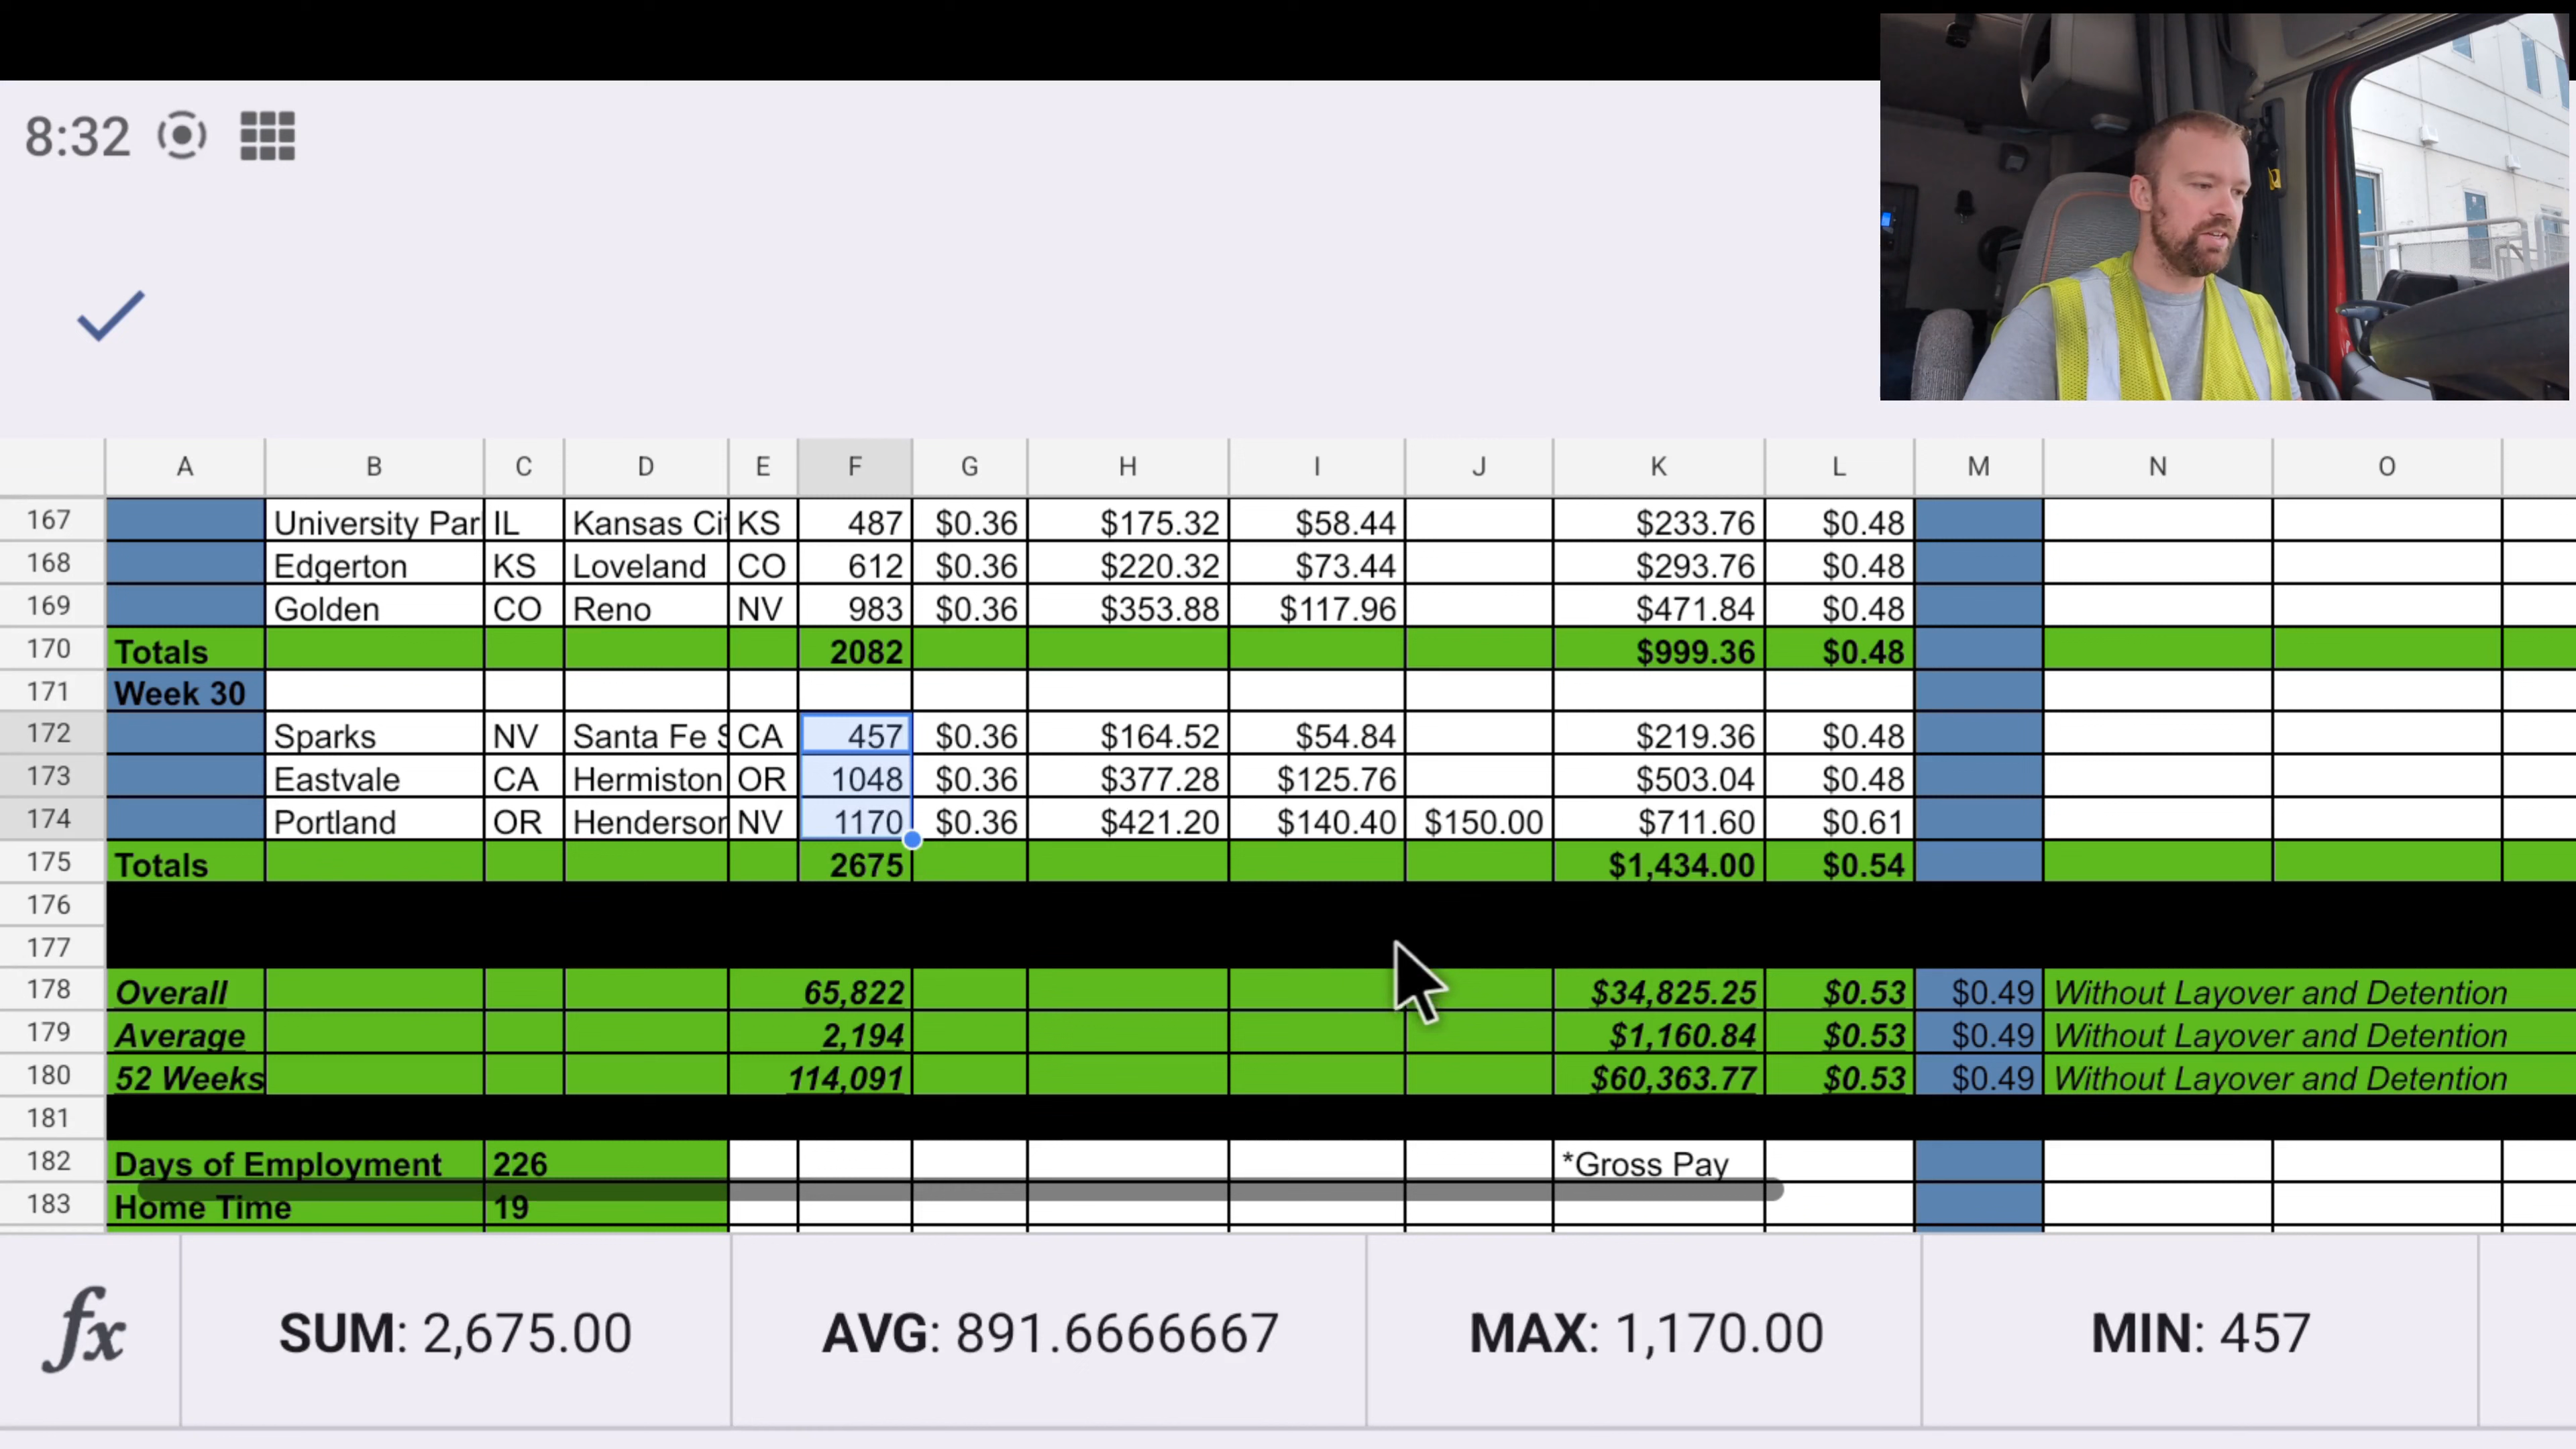 8:32
A B C D E F G H I J K L M N O
167 University Par IL Kansas Ci KS 487 $0.36 $175.32 $58.44 $233.76 $0.48
168 Edgerton KS Loveland CO 612 $0.36 $220.32 $73.44 $293.76 $0.48
169 Golden CO Reno NV 983 $0.36 $353.88 $117.96 $471.84 $0.48
170 Totals 2082 $999.36 $0.48
171 Week 30
172 Sparks NV Santa Fe S CA 457 $0.36 $164.52 $54.84 $219.36 $0.48
173 Eastvale CA Hermiston OR 1048 $0.36 $377.28 $125.76 $503.04 $0.48
174 Portland OR Henderson NV 1170 $0.36 $421.20 $140.40 $150.00 $711.60 $0.61
175 Totals 2675 $1,434.00 $0.54
176
177
178 Overall 65,822 $34,825.25 $0.53 $0.49 Without Layover and Detention
179 Average 2,194 $1,160.84 $0.53 $0.49 Without Layover and Detention
180 52 Weeks 114,091 $60,363.77 $0.53 $0.49 Without Layover and Detention
181
182 Days of Employment 226 *Gross Pay
183 Home Time 19
fx SUM: 2,675.00 AVG: 891.6666667 MAX: 1,170.00 MIN: 457